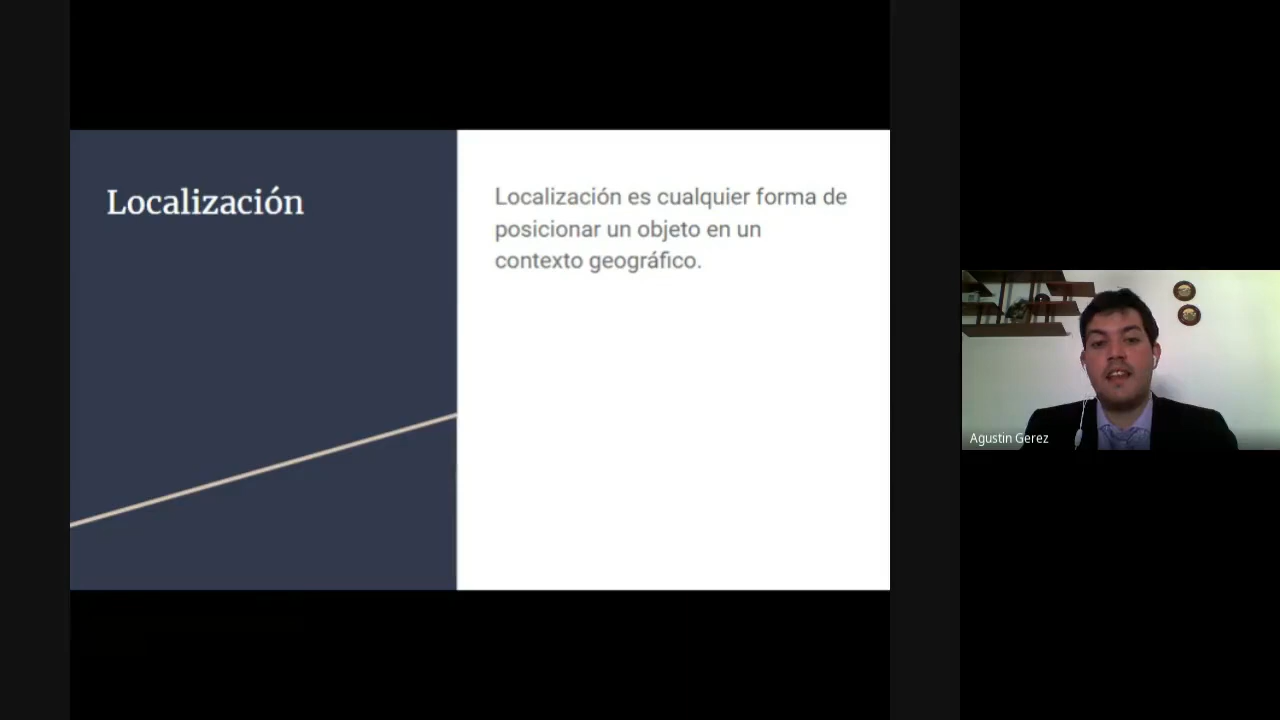 Localización
Localización es cualquier forma de
posicionar un objeto en un
contexto geográfico.
Agustin Gerez